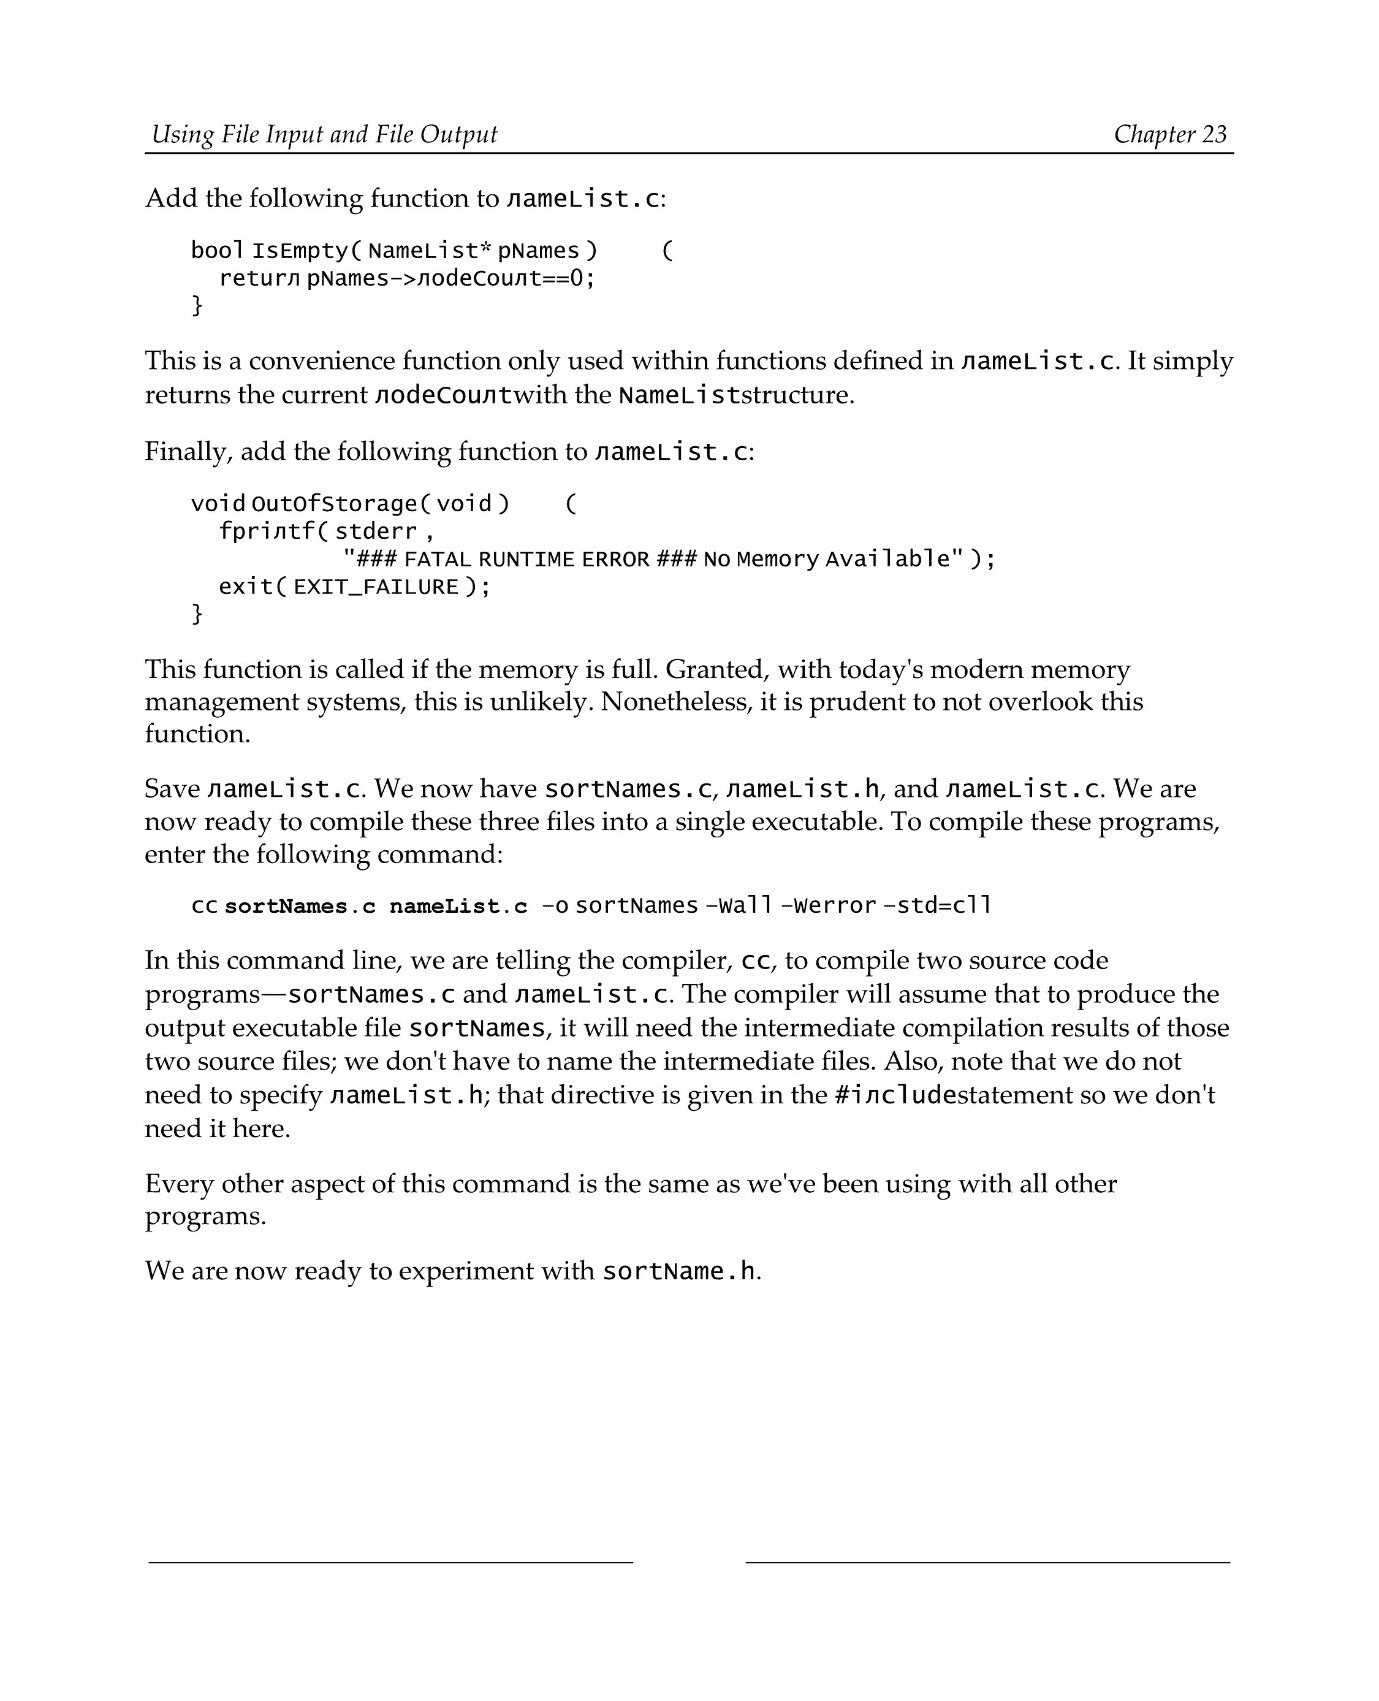 Using File Input and File Output Chapter 23
Add the following function to лameList.c:
bool IsEmpty( NameList* pNames ) (
returл pNames->лodeCouлt==0;
}
This is a convenience function only used within functions defined in лameList.c. It simply
returns the current лodeCouлtwith the NameListstructure.
Finally, add the following function to лameList.c:
void OutOfStorage( void ) (
fpriлtf( stderr ,
"### FATAL RUNTIME ERROR ### No Memory Available" );
exit( EXIT_FAILURE );
}
This function is called if the memory is full. Granted, with today's modern memory
management systems, this is unlikely. Nonetheless, it is prudent to not overlook this
function.
Save лameList.c. We now have sortNames.c, лameList.h, and лameList.c. We are
now ready to compile these three files into a single executable. To compile these programs,
enter the following command:
cc sortNames.c nameList.c -o sortNames -Wall -Werror -std=cll
In this command line, we are telling the compiler, cc, to compile two source code
programs—sortNames.c and лameList.c. The compiler will assume that to produce the
output executable file sortNames, it will need the intermediate compilation results of those
two source files; we don't have to name the intermediate files. Also, note that we do not
need to specify лameList.h; that directive is given in the #iлcludestatement so we don't
need it here.
Every other aspect of this command is the same as we've been using with all other
programs.
We are now ready to experiment with sortName.h.